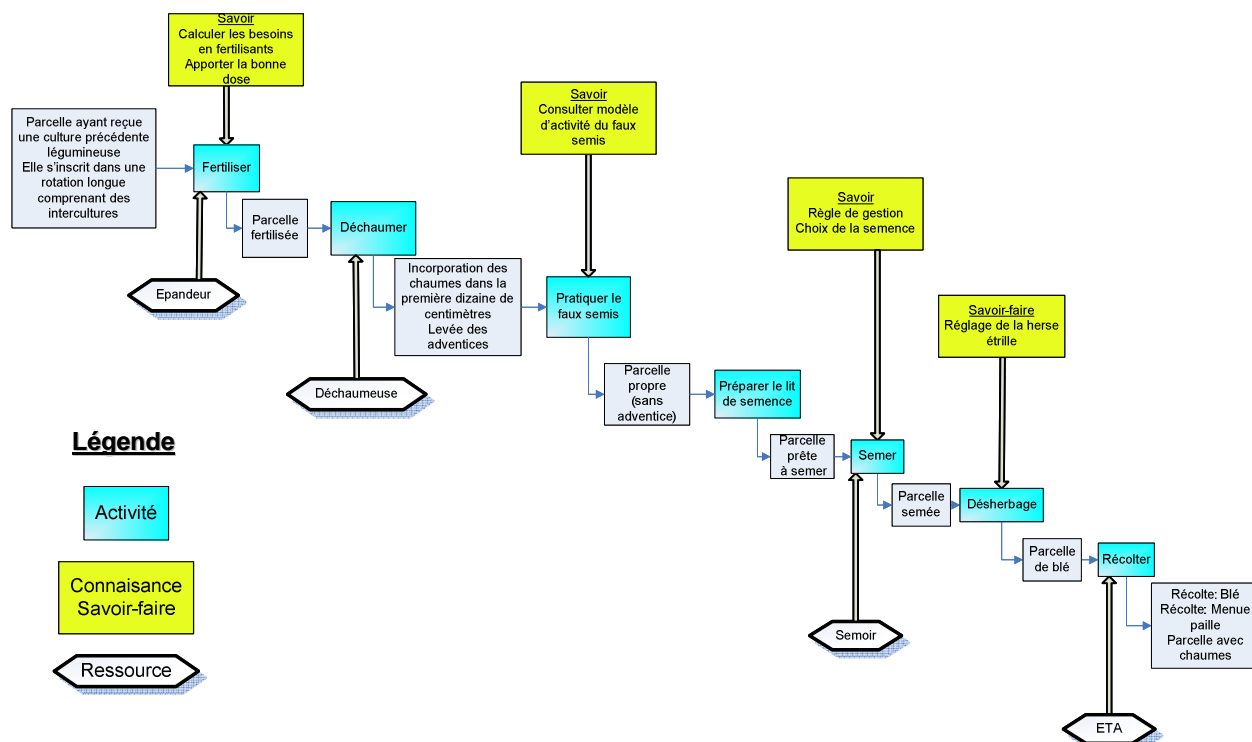 Savoir
Calculer les besoins
en fertilisants
Apporter la bonne
dose
Parcelle ayant reçue
une culture précédente
légumineuse
Elle s'inscrit dans une
rotation longue
comprenant des
intercultures
Fertiliser
Epandeur
Parcelle
fertilisée
Déchaumer
Déchaumeuse
Incorporation des
chaumes dans la
première dizaine de
centimètres
Levée des
adventices
Savoir
Consulter modèle
d'activité du faux
semis
Pratiquer le
faux semis
Parcelle
propre
(sans
adventice)
Préparer le lit
de semence
Parcelle
prête
à semer
Savoir
Règle de gestion
Choix de la semence
Semer
Semoir
Parcelle
semée
Savoir-faire
Réglage de la herse
étrille
Désherbage
Parcelle
de blé
Récolter
ETA
Récolte: Blé
Récolte: Menue
paille
Parcelle avec
chaumes
Légende
Activité
Connaisance
Savoir-faire
Ressource